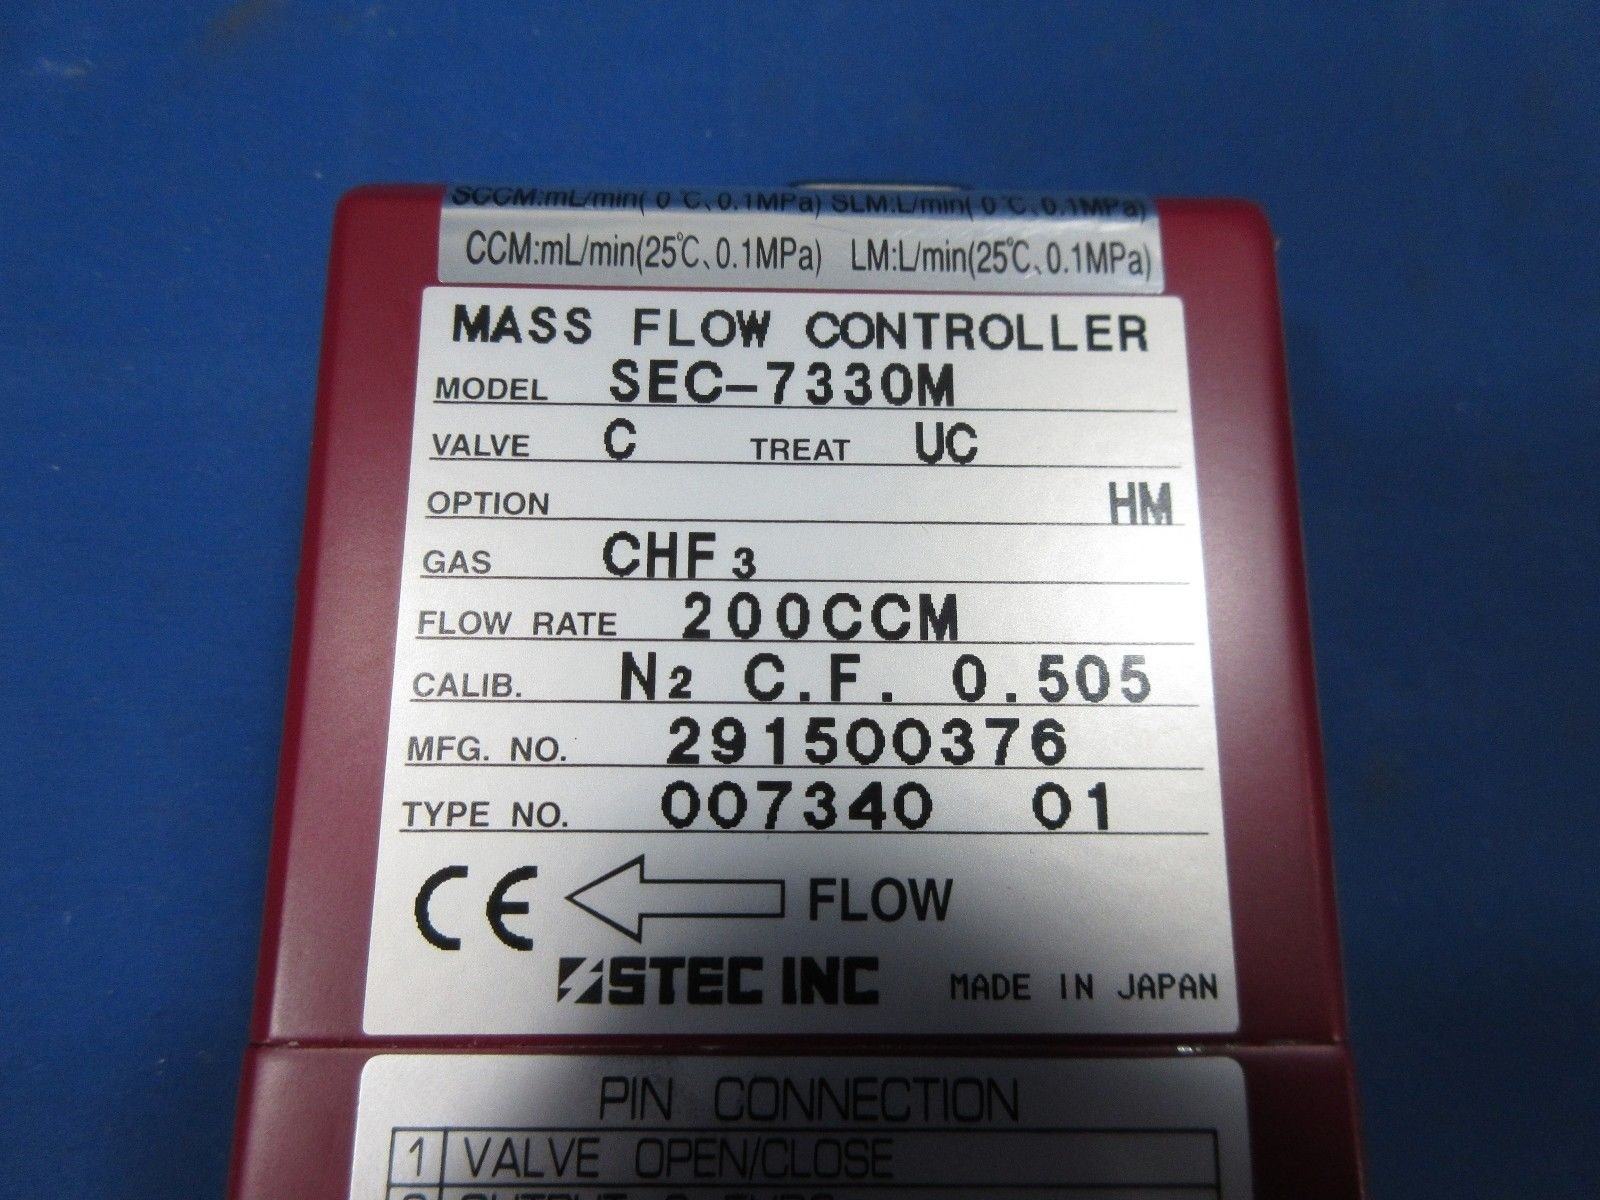 SCCM:mL/min( 0 ℃、0.1MPa) SLM:L/min( 0 ℃、0.1MPa)
CCM:mL/min(25℃、0.1MPa) LM:L/min(25℃、0.1MPa)
MASS FLOW CONTROLLER
MODEL SEC-7330M
VALVE C TREAT UC
OPTION HM
GAS CHF3
FLOW RATE 200CCM
CALIB. N2 C.F. 0.505
MFG. NO. 291500376
TYPE NO. 007340 01
CE FLOW
STEC INC MADE IN JAPAN
PIN CONNECTION
1 VALVE OPEN/CLOSE